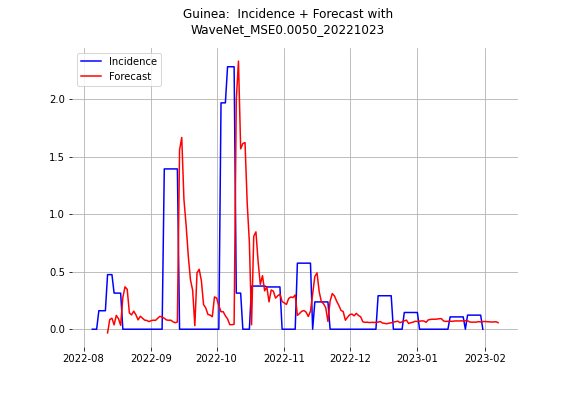 Guinea:  Incidence + Forecast with
WaveNet_MSE0.0050_20221023
Incidence
Forecast
2.0
1.5
1.0
0.5
0.0
2022-08 2022-09 2022-10 2022-11 2022-12 2023-01 2023-02